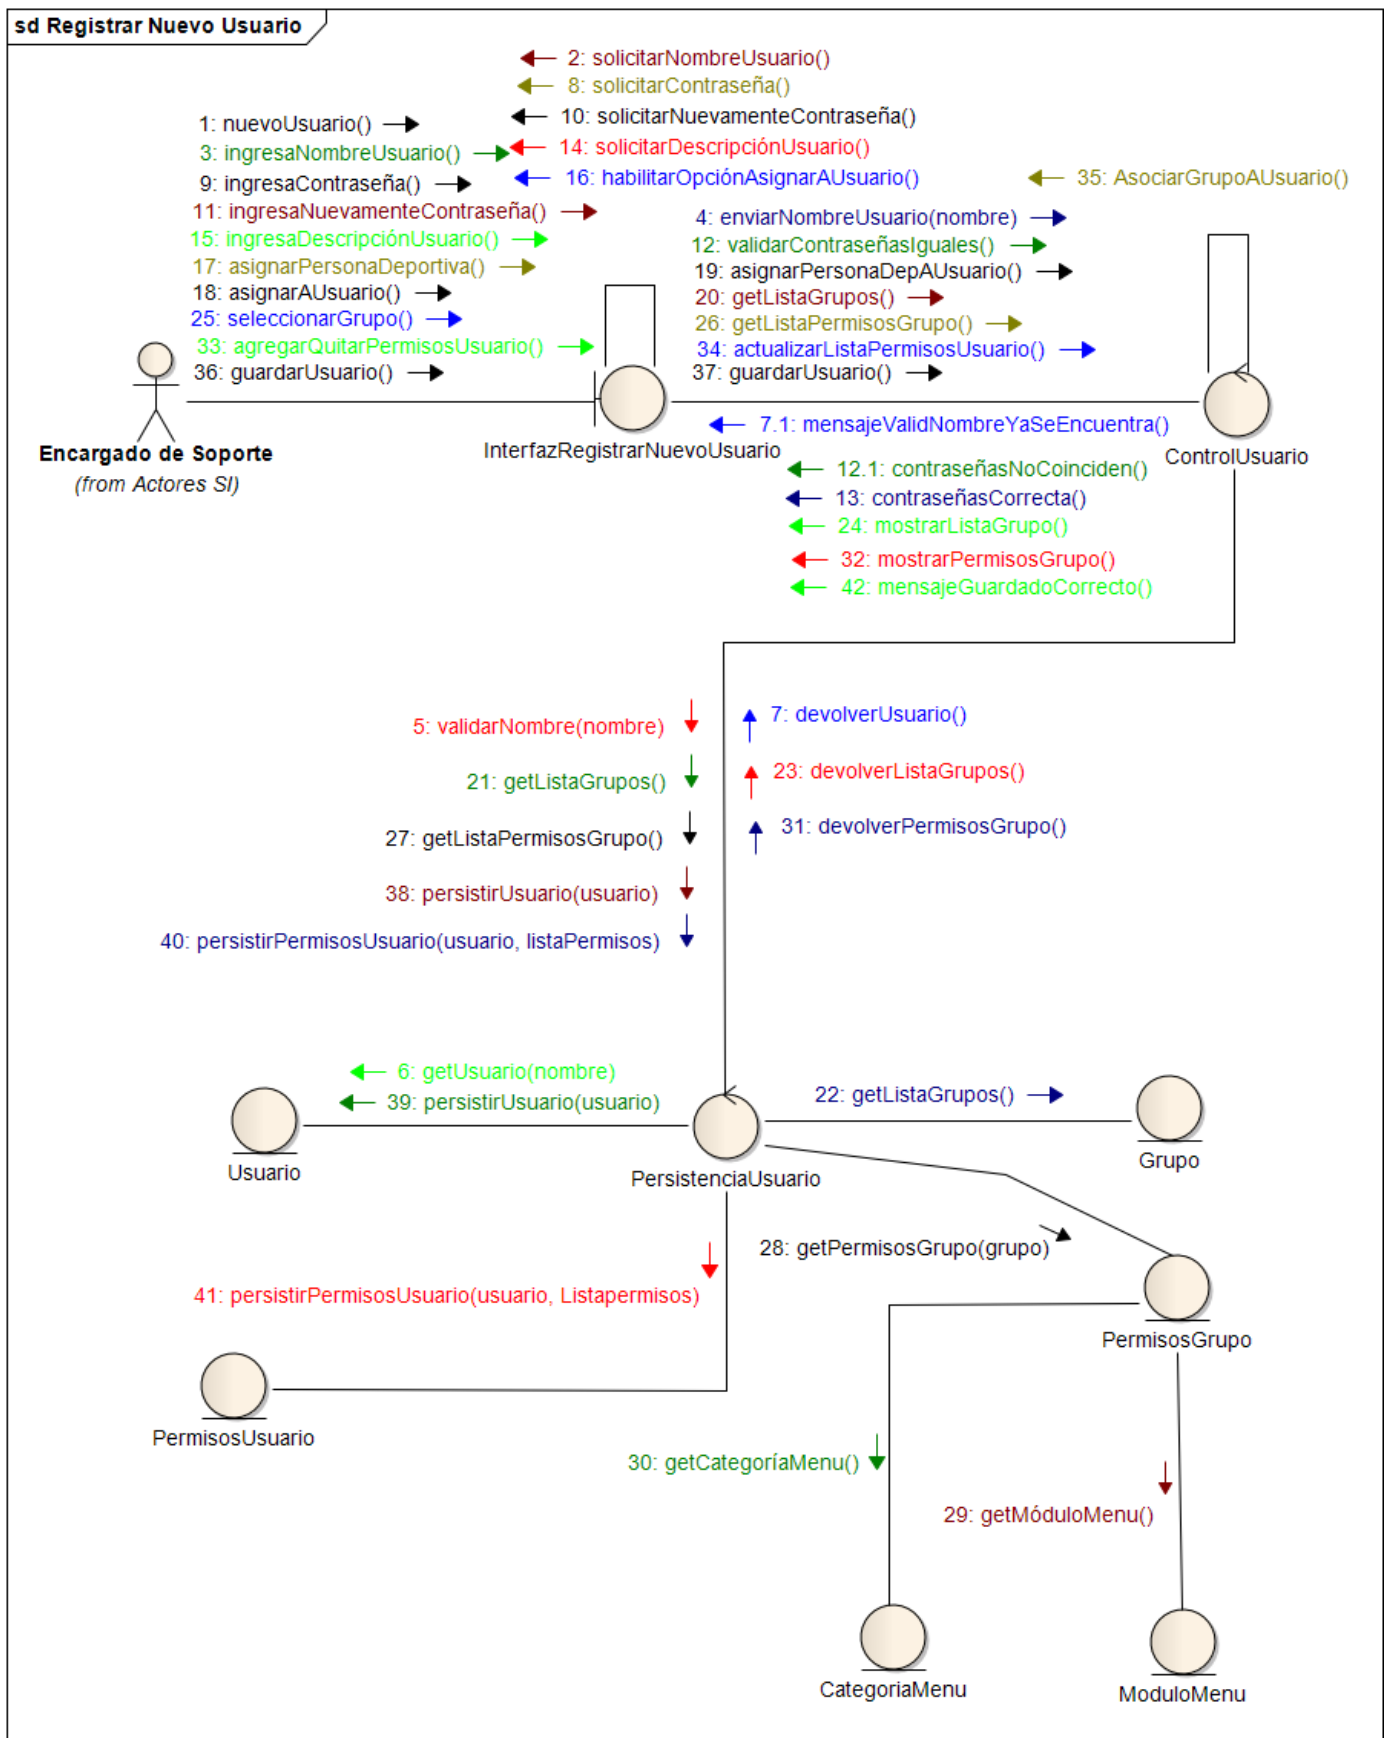 sd Registrar Nuevo Usuario
2: solicitarNombreUsuario()
8: solicitarContraseña()
10: solicitarNuevamenteContraseña()
1: nuevoUsuario()
14: solicitarDescripciónUsuario()
3: ingresaNombreUsuario()
16: habilitarOpciónAsignarAUsuario()
35: AsociarGrupoAUsuario()
9: ingresaContraseña()
11: ingresaNuevamenteContraseña()
4: enviarNombreUsuario(nombre)
15: ingresaDescripciónUsuario()
12: validarContraseñasIguales()
17: asignarPersonaDeportiva()
19: asignarPersonaDepAUsuario()
18: asignarAUsuario()
20: getListaGrupos()
25: seleccionarGrupo()
26: getListaPermisosGrupo()
33: agregarQuitarPermisosUsuario()
34: actualizarListaPermisosUsuario()
36: guardarUsuario()
37: guardarUsuario()
7.1: mensajeValidNombreYaSeEncuentra()
Encargado de Soporte
InterfazRegistrarNuevoUsuario
ControlUsuario
(from Actores SI)
12.1: contraseñasNoCoinciden()
13: contraseñasCorrecta()
24: mostrarListaGrupo()
32: mostrarPermisosGrupo()
42: mensajeGuardadoCorrecto()
5: validarNombre(nombre)
7: devolverUsuario()
21: getListaGrupos()
23: devolverListaGrupos()
27: getListaPermisosGrupo()
31: devolverPermisosGrupo()
38: persistirUsuario(usuario)
40: persistirPermisosUsuario(usuario, listaPermisos)
6: getUsuario(nombre)
39: persistirUsuario(usuario)
22: getListaGrupos()
Usuario
PersistenciaUsuario
Grupo
28: getPermisosGrupo(grupo)
41: persistirPermisosUsuario(usuario, Listapermisos)
PermisosGrupo
PermisosUsuario
30: getCategoríaMenu()
29: getMóduloMenu()
CategoriaMenu
ModuloMenu